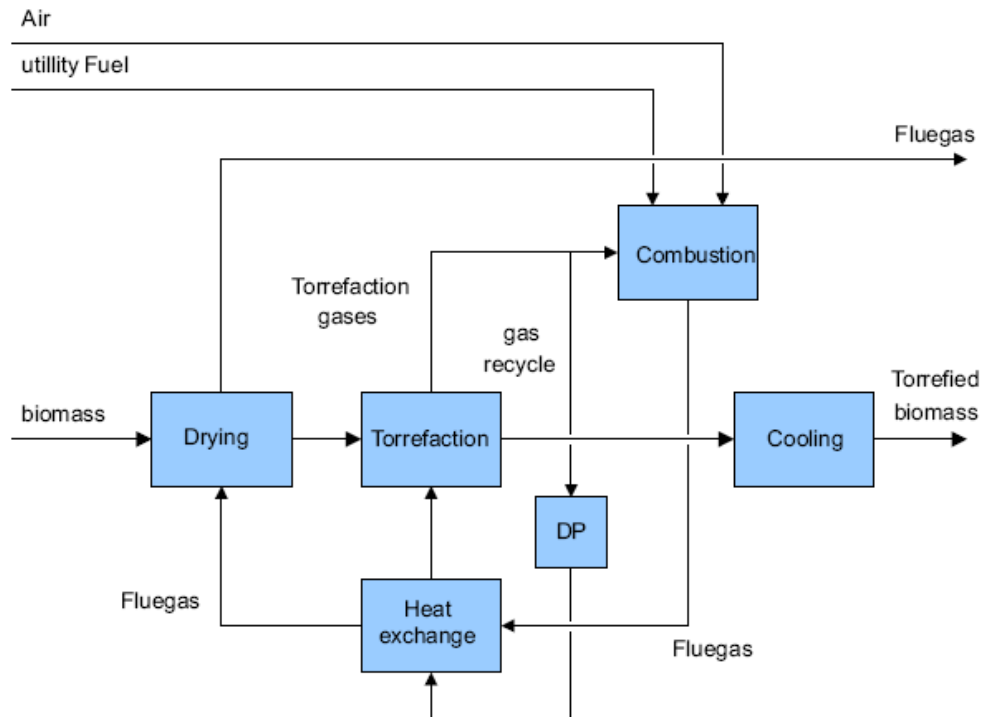 Air
utillity Fuel
Fluegas
Combustion
Torrefaction
gases
gas
recycle
biomass
Drying
Torrefaction
Cooling
Torrefied
biomass
DP
Fluegas
Heat
exchange
Fluegas